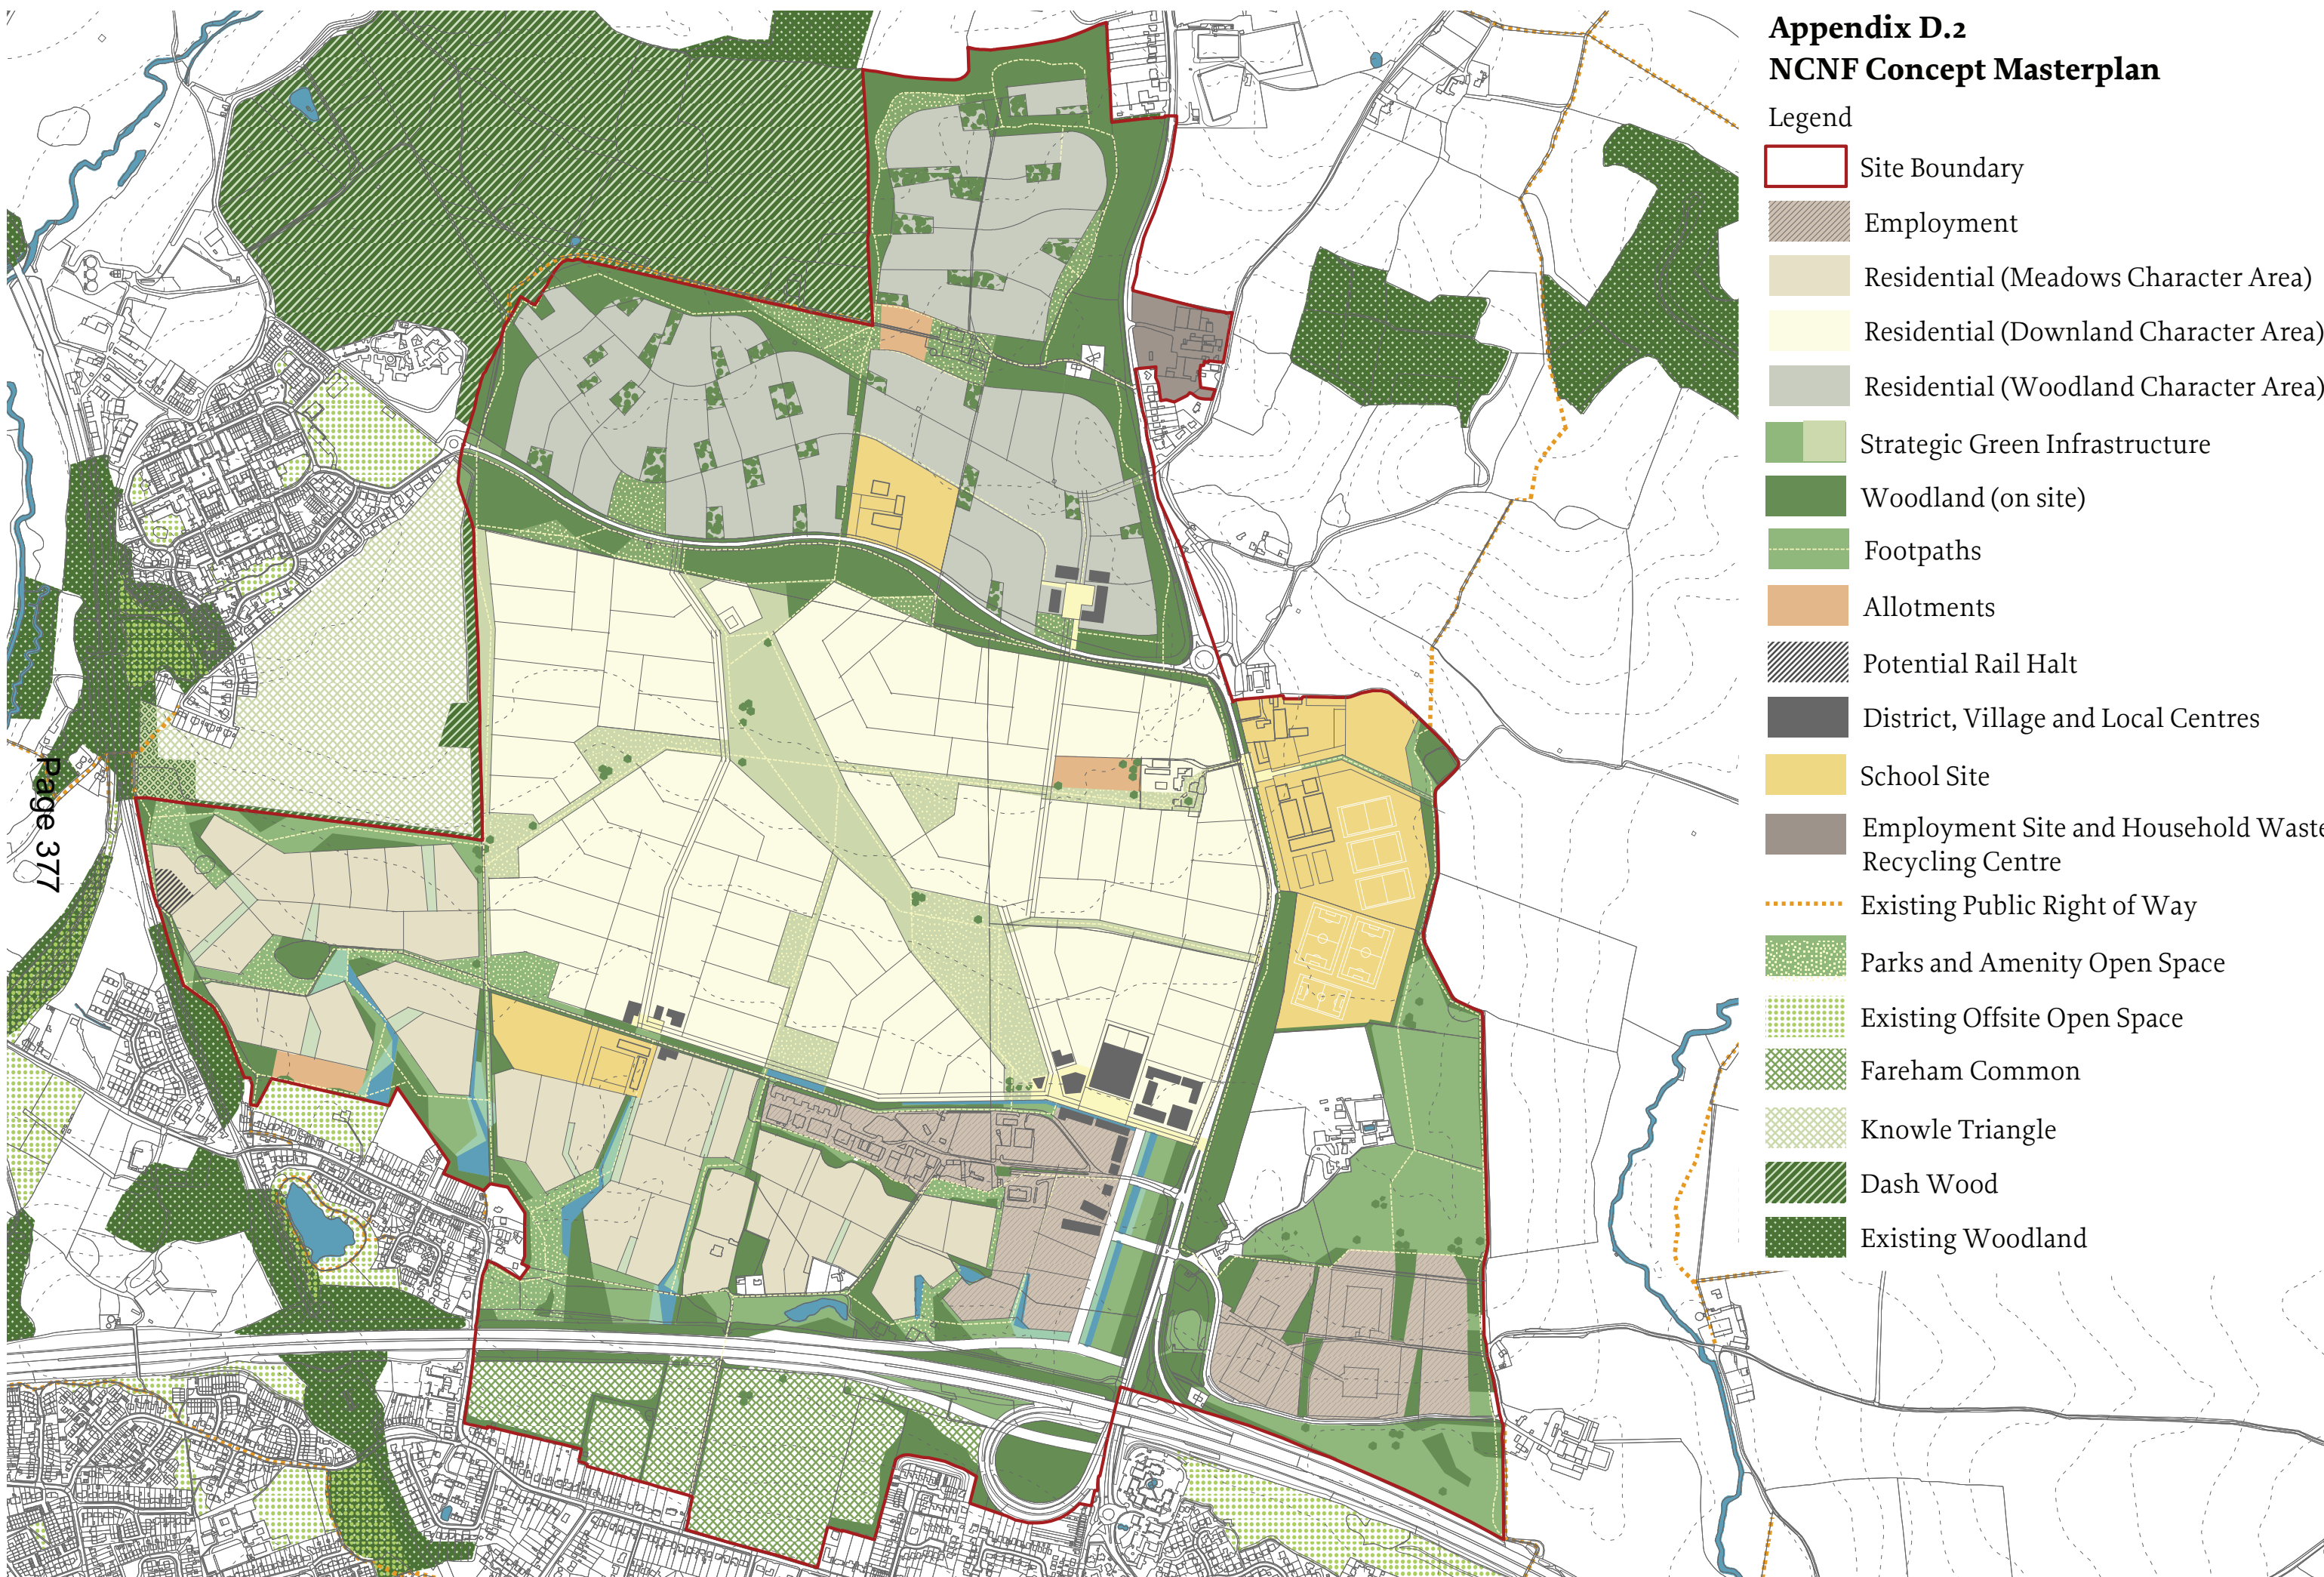 Appendix D.2
NCNF Concept Masterplan
Legend
Site Boundary
Employment
Residential (Meadows Character Area)
Residential (Downland Character Area)
Residential (Woodland Character Area)
Strategic Green Infrastructure
Woodland (on site)
Footpaths
Allotments
Potential Rail Halt
District, Village and Local Centres
School Site
Employment Site and Household Waste
Recycling Centre
Existing Public Right of Way
Parks and Amenity Open Space
Existing Offsite Open Space
Fareham Common
Knowle Triangle
Dash Wood
Existing Woodland
Page 377